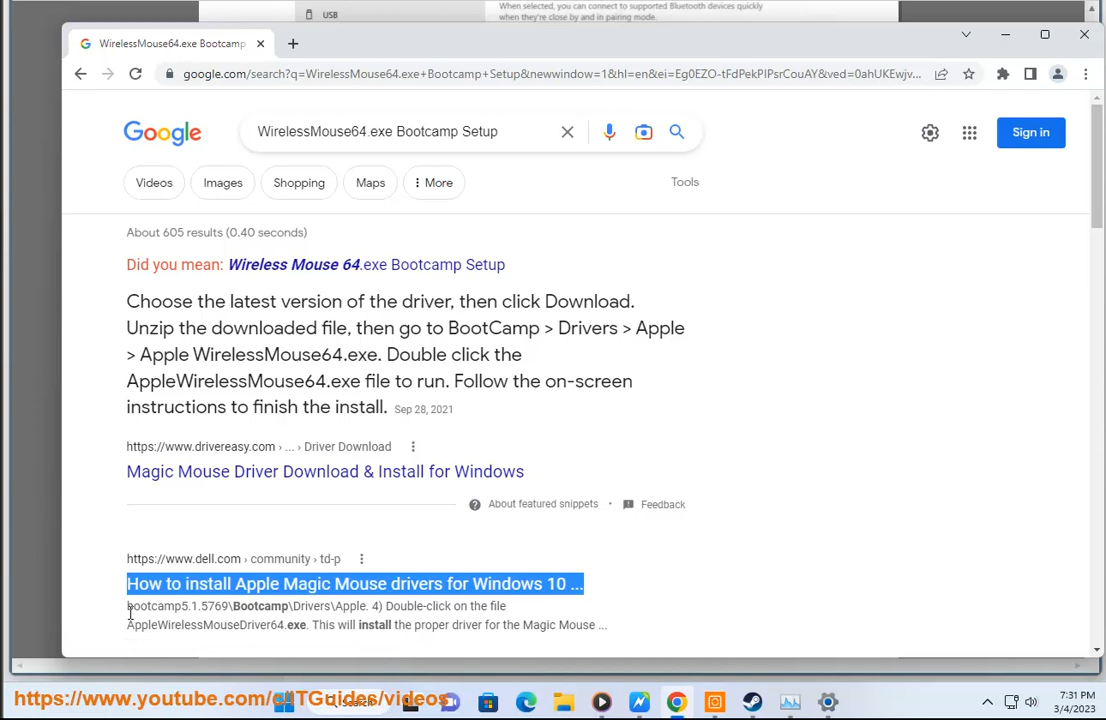 USB
When selected, you can connect to supported Bluetooth devices quickly
when they're close by and in pairing mode.
WirelessMouse64.exe Bootcamp
google.com/search?q=WirelessMouse64.exe+Bootcamp+Setup&newwindow=1&hl=en&ei=Eg0EZO-tFdPekPIPsrCouAY&ved=0ahUKEwjv...
Google
WirelessMouse64.exe Bootcamp Setup
Sign in
Videos
Images
Shopping
Maps
More
Tools
About 605 results (0.40 seconds)
Did you mean: Wireless Mouse 64.exe Bootcamp Setup
Choose the latest version of the driver, then click Download.
Unzip the downloaded file, then go to BootCamp > Drivers > Apple
> Apple WirelessMouse64.exe. Double click the
AppleWirelessMouse64.exe file to run. Follow the on-screen
instructions to finish the install. Sep 28, 2021
https://www.drivereasy.com › ... › Driver Download
Magic Mouse Driver Download & Install for Windows
About featured snippets • Feedback
https://www.dell.com › community › td-p
How to install Apple Magic Mouse drivers for Windows 10 ...
bootcamp5.1.5769\Bootcamp\Drivers\Apple. 4) Double-click on the file
AppleWirelessMouseDriver64.exe. This will install the proper driver for the Magic Mouse ...
7:31 PM
https://www.youtube.com/c/ITGuides/videos
Search
3/4/2023